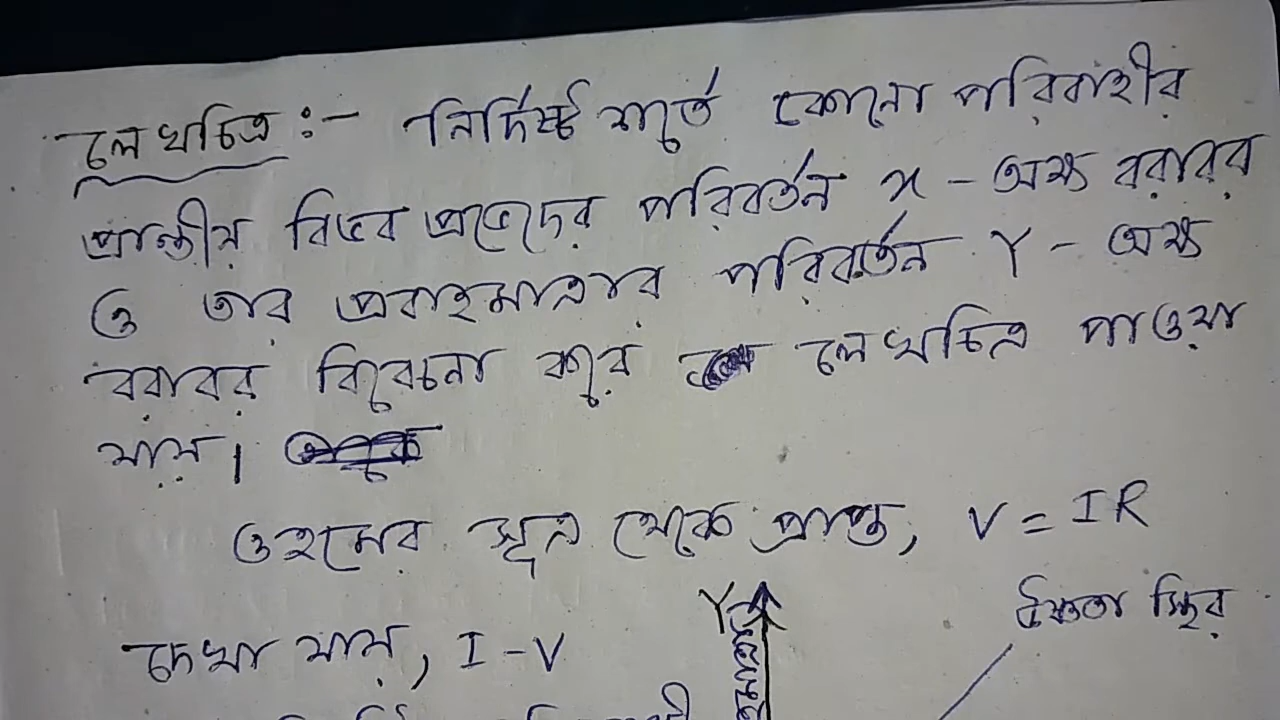 লেখচিত্র :- নির্দিষ্ট শর্তে কোনো পরিবাহীর
প্রান্তীয় বিভব প্রভেদের পরিবর্তন x - অক্ষ বরাবর
ও তার প্রবাহমাত্রার পরিবর্তন Y - অক্ষ
বরাবর বিবেচনা করে লেখচিত্র পাওয়া
যায়।
ওহমের সূত্র থেকে প্রাপ্ত, V = IR
Y
উষ্ণতা স্থির
দেখা যায়, I - V